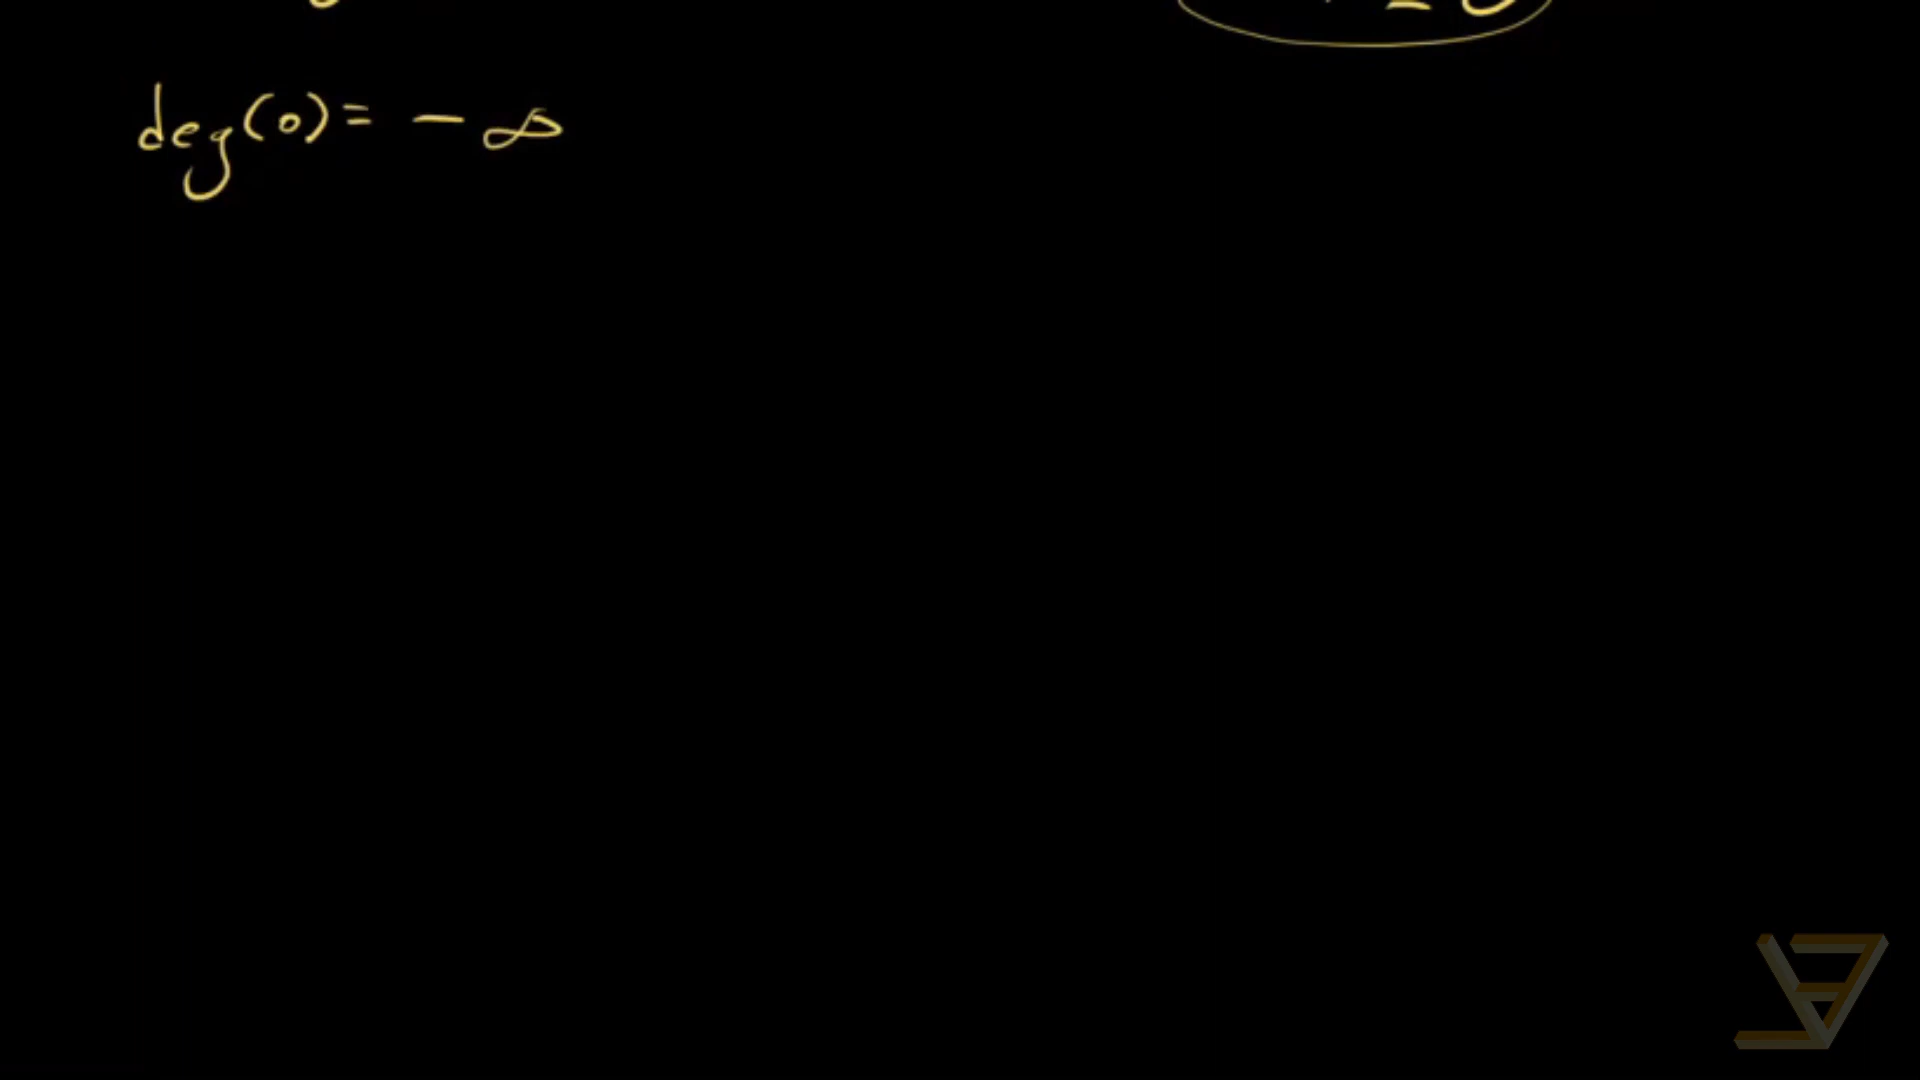 deg(0) = - ∞